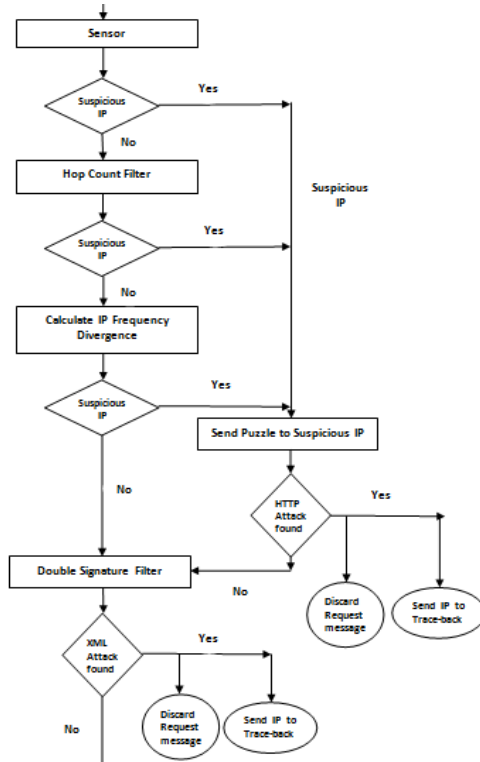 Sensor
Suspicious
IP
Yes
No
Hop Count Filter
Suspicious
IP
Suspicious
IP
Yes
No
Calculate IP Frequency
Divergence
Suspicious
IP
Yes
Send Puzzle to Suspicious IP
No
HTTP
Attack
found
Yes
Double Signature Filter
No
Discard
Request
message
Send IP to
Trace-back
XML
Attack
found
Yes
No
Discard
Request
message
Send IP to
Trace-back